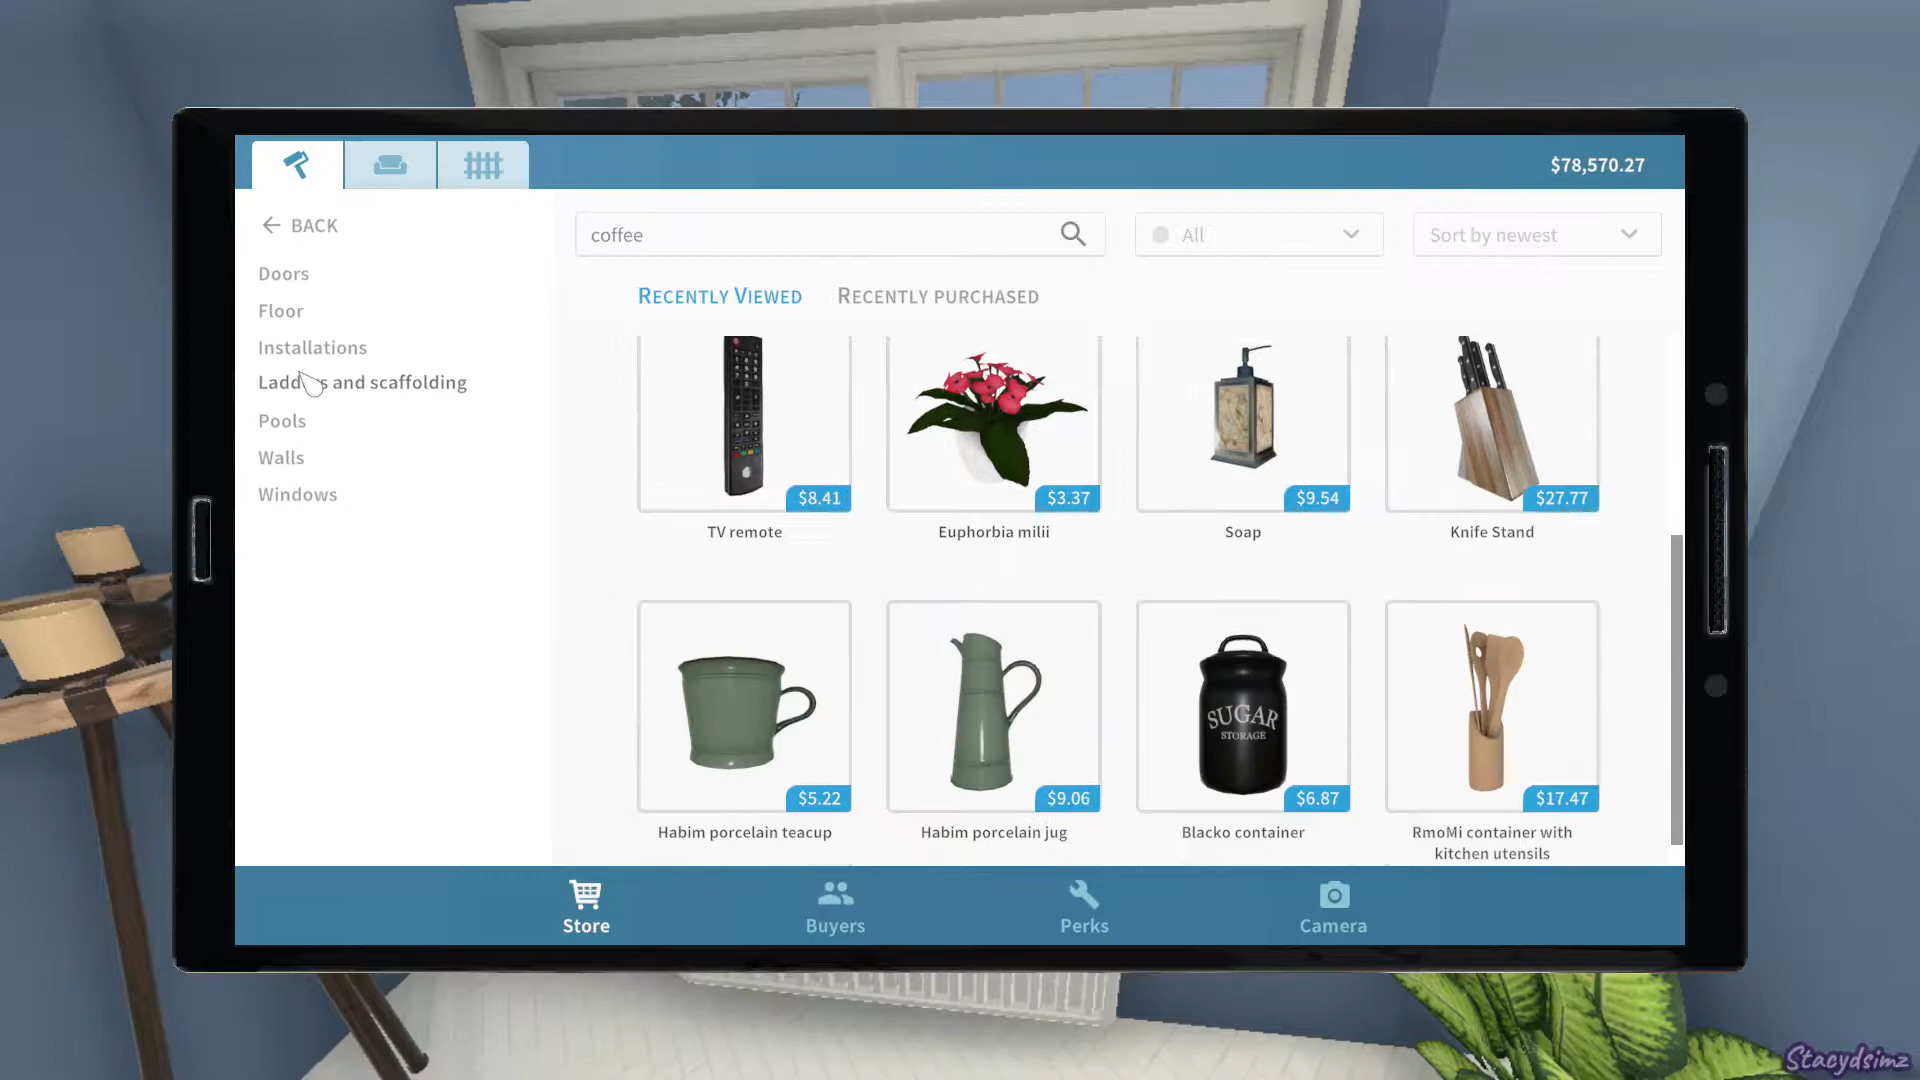 $78,570.27
BACK
coffee
All
Sort by newest
Doors
Floor
Installations
Ladders and scaffolding
Pools
Walls
Windows
RECENTLY VIEWED
RECENTLY PURCHASED
$8.41
$3.37
$9.54
$27.77
TV remote
Euphorbia milii
Soap
Knife Stand
SUGAR
STORAGE
$5.22
$9.06
$6.87
$17.47
Habim porcelain teacup
Habim porcelain jug
Blacko container
RmoMi container with
kitchen utensils
Store
Buyers
Perks
Camera
Stacydsimz